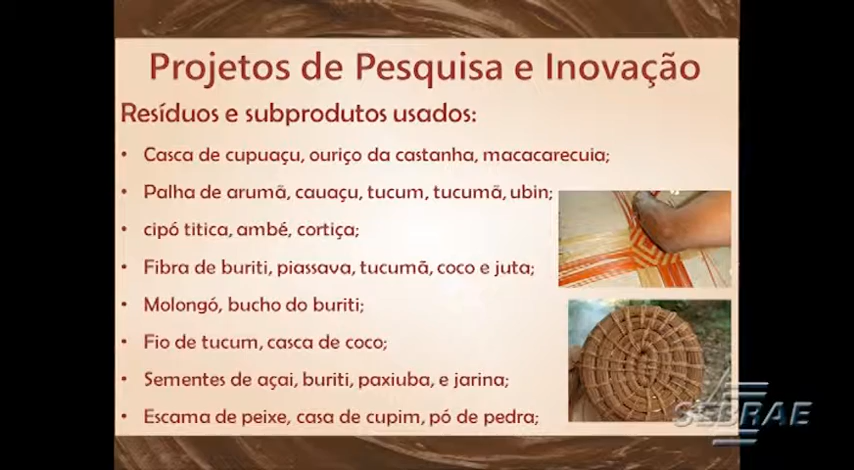 Projetos de Pesquisa e Inovação
Resíduos e subprodutos usados:
• Casca de cupuaçu, ouriço da castanha, macacarecuia;
• Palha de arumã, cauaçu, tucum, tucumã, ubin;
• cipó titica, ambé, cortiça;
• Fibra de buriti, piassava, tucumã, coco e juta;
• Molongó, bucho do buriti;
• Fio de tucum, casca de coco;
• Sementes de açai, buriti, paxiuba, e jarina;
• Escama de peixe, casa de cupim, pó de pedra;
SEBRAE